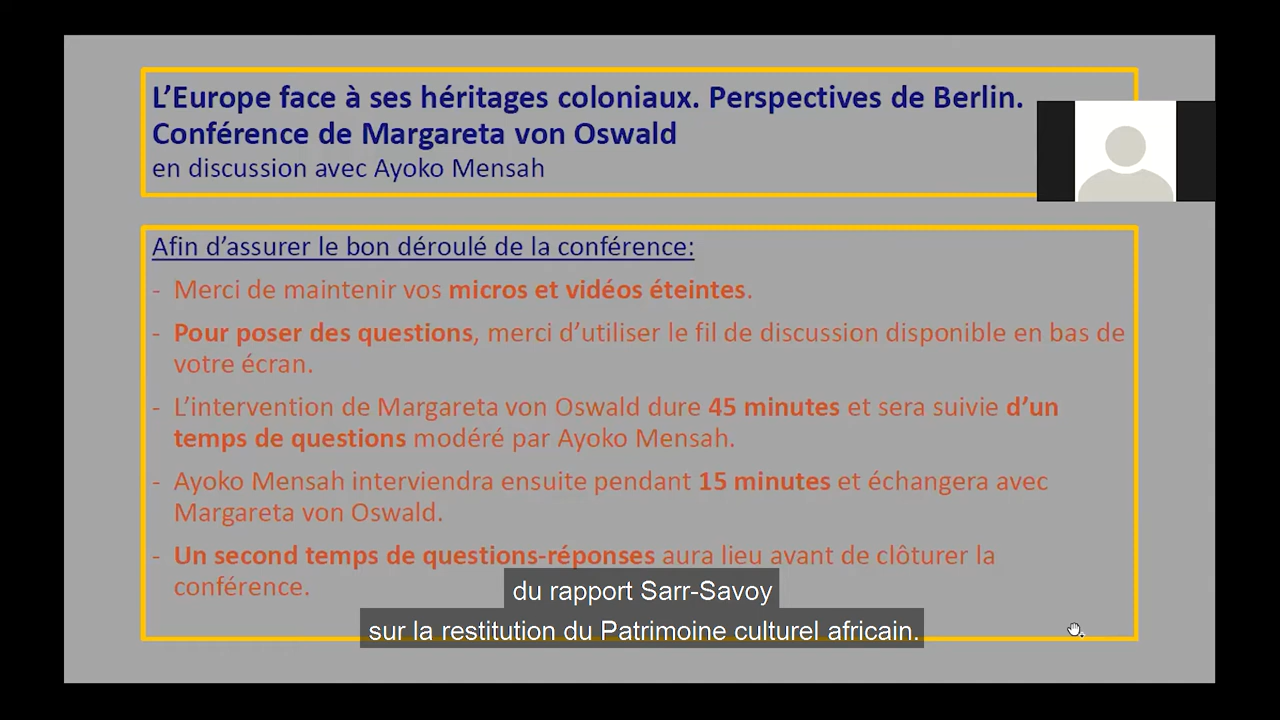 L’Europe face à ses héritages coloniaux. Perspectives de Berlin.
Conférence de Margareta von Oswald
en discussion avec Ayoko Mensah
Afin d’assurer le bon déroulé de la conférence:
- Merci de maintenir vos micros et vidéos éteintes.
- Pour poser des questions, merci d’utiliser le fil de discussion disponible en bas de
votre écran.
- L’intervention de Margareta von Oswald dure 45 minutes et sera suivie d’un
temps de questions modéré par Ayoko Mensah.
- Ayoko Mensah interviendra ensuite pendant 15 minutes et échangera avec
Margareta von Oswald.
- Un second temps de questions-réponses aura lieu avant de clôturer la
conférence.
du rapport Sarr-Savoy
sur la restitution du Patrimoine culturel africain.